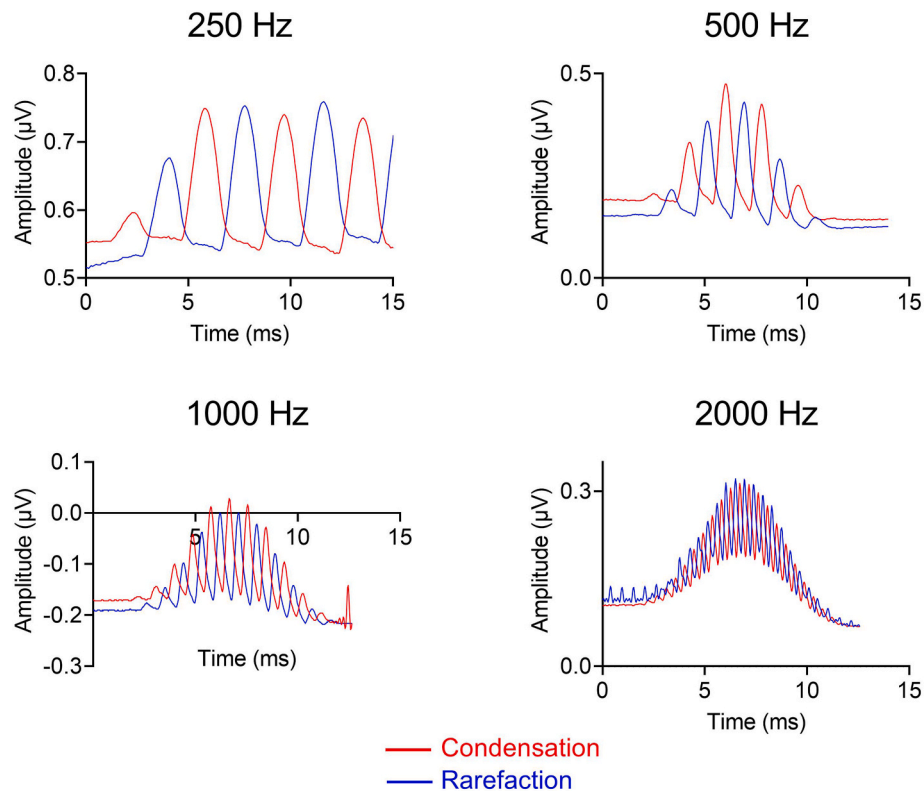 250 Hz
500 Hz
Amplitude (µV)
0.8
0.7
0.6
0.5
0
5
10
15
Time (ms)
Amplitude (µV)
0.5
0.0
0
5
10
15
Time (ms)
1000 Hz
2000 Hz
Amplitude (µV)
0.1
0.0
-0.1
-0.2
-0.3
5
10
15
Time (ms)
Amplitude (µV)
0.3
0.0
0
5
10
15
Time (ms)
Condensation
Rarefaction